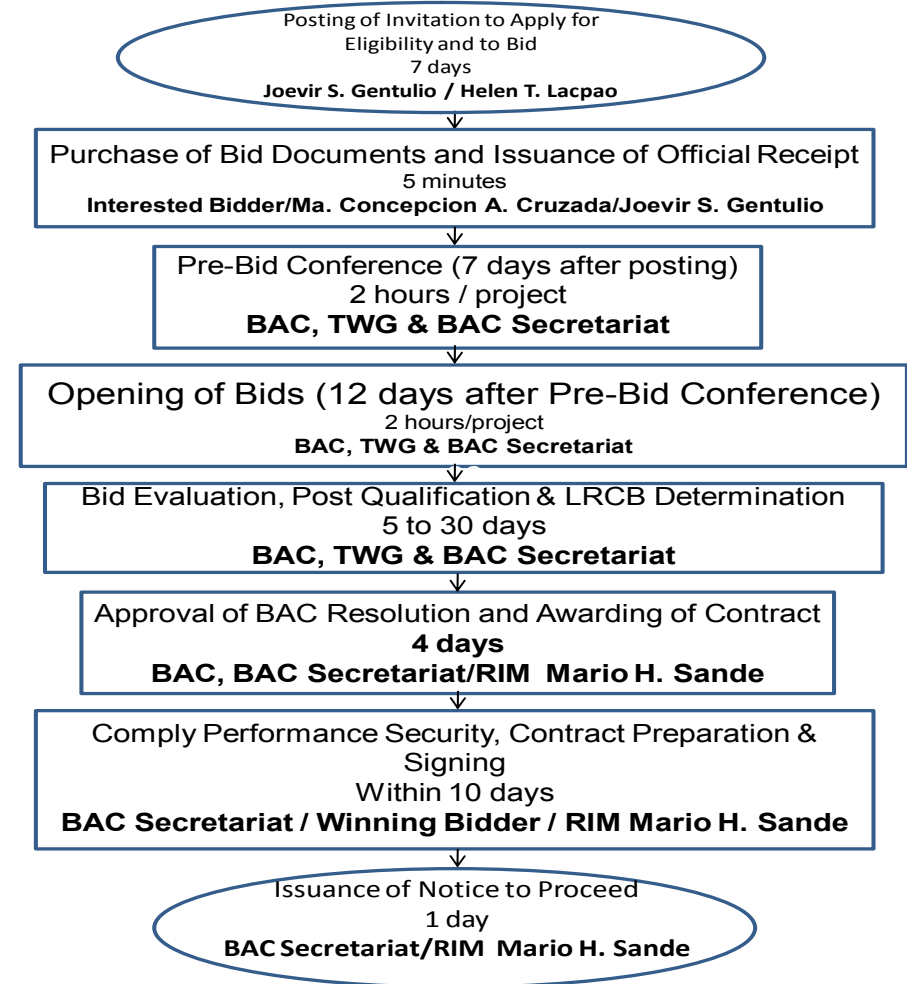 Posting of Invitation to Apply for
Eligibility and to Bid
7 days
Joevir S. Gentulio / Helen T. Lacpao
Purchase of Bid Documents and Issuance of Official Receipt
5 minutes
Interested Bidder/Ma. Concepcion A. Cruzada/Joevir S. Gentulio
Pre-Bid Conference (7 days after posting)
2 hours / project
BAC, TWG & BAC Secretariat
Opening of Bids (12 days after Pre-Bid Conference)
2 hours/project
BAC, TWG & BAC Secretariat
Bid Evaluation, Post Qualification & LRCB Determination
5 to 30 days
BAC, TWG & BAC Secretariat
Approval of BAC Resolution and Awarding of Contract
4 days
BAC, BAC Secretariat/RIM Mario H. Sande
Comply Performance Security, Contract Preparation &
Signing
Within 10 days
BAC Secretariat / Winning Bidder / RIM Mario H. Sande
Issuance of Notice to Proceed
1 day
BAC Secretariat/RIM Mario H. Sande